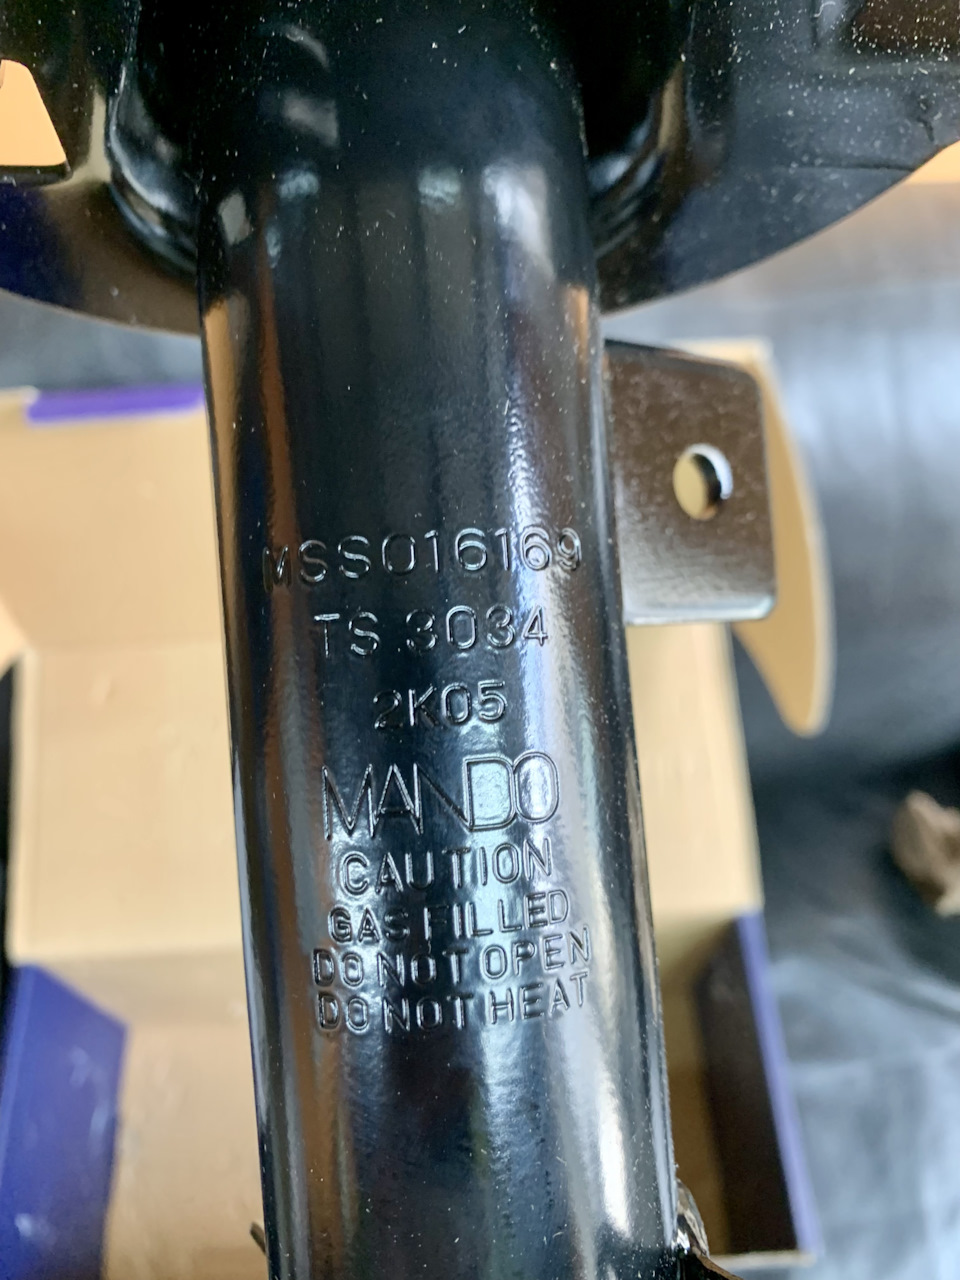 MSS016169
TS 3034
2K05
MANDO
CAUTION
GAS FILLED
DO NOT OPEN
DO NOT HEAT